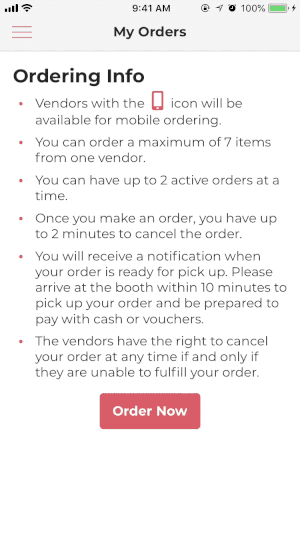 9:41 AM 100%
My Orders
Ordering Info
• Vendors with the icon will be
available for mobile ordering.
• You can order a maximum of 7 items
from one vendor.
• You can have up to 2 active orders at a
time.
• Once you make an order, you have up
to 2 minutes to cancel the order.
• You will receive a notification when
your order is ready for pick up. Please
arrive at the booth within 10 minutes to
pick up your order and be prepared to
pay with cash or vouchers.
• The vendors have the right to cancel
your order at any time if and only if
they are unable to fulfill your order.
Order Now